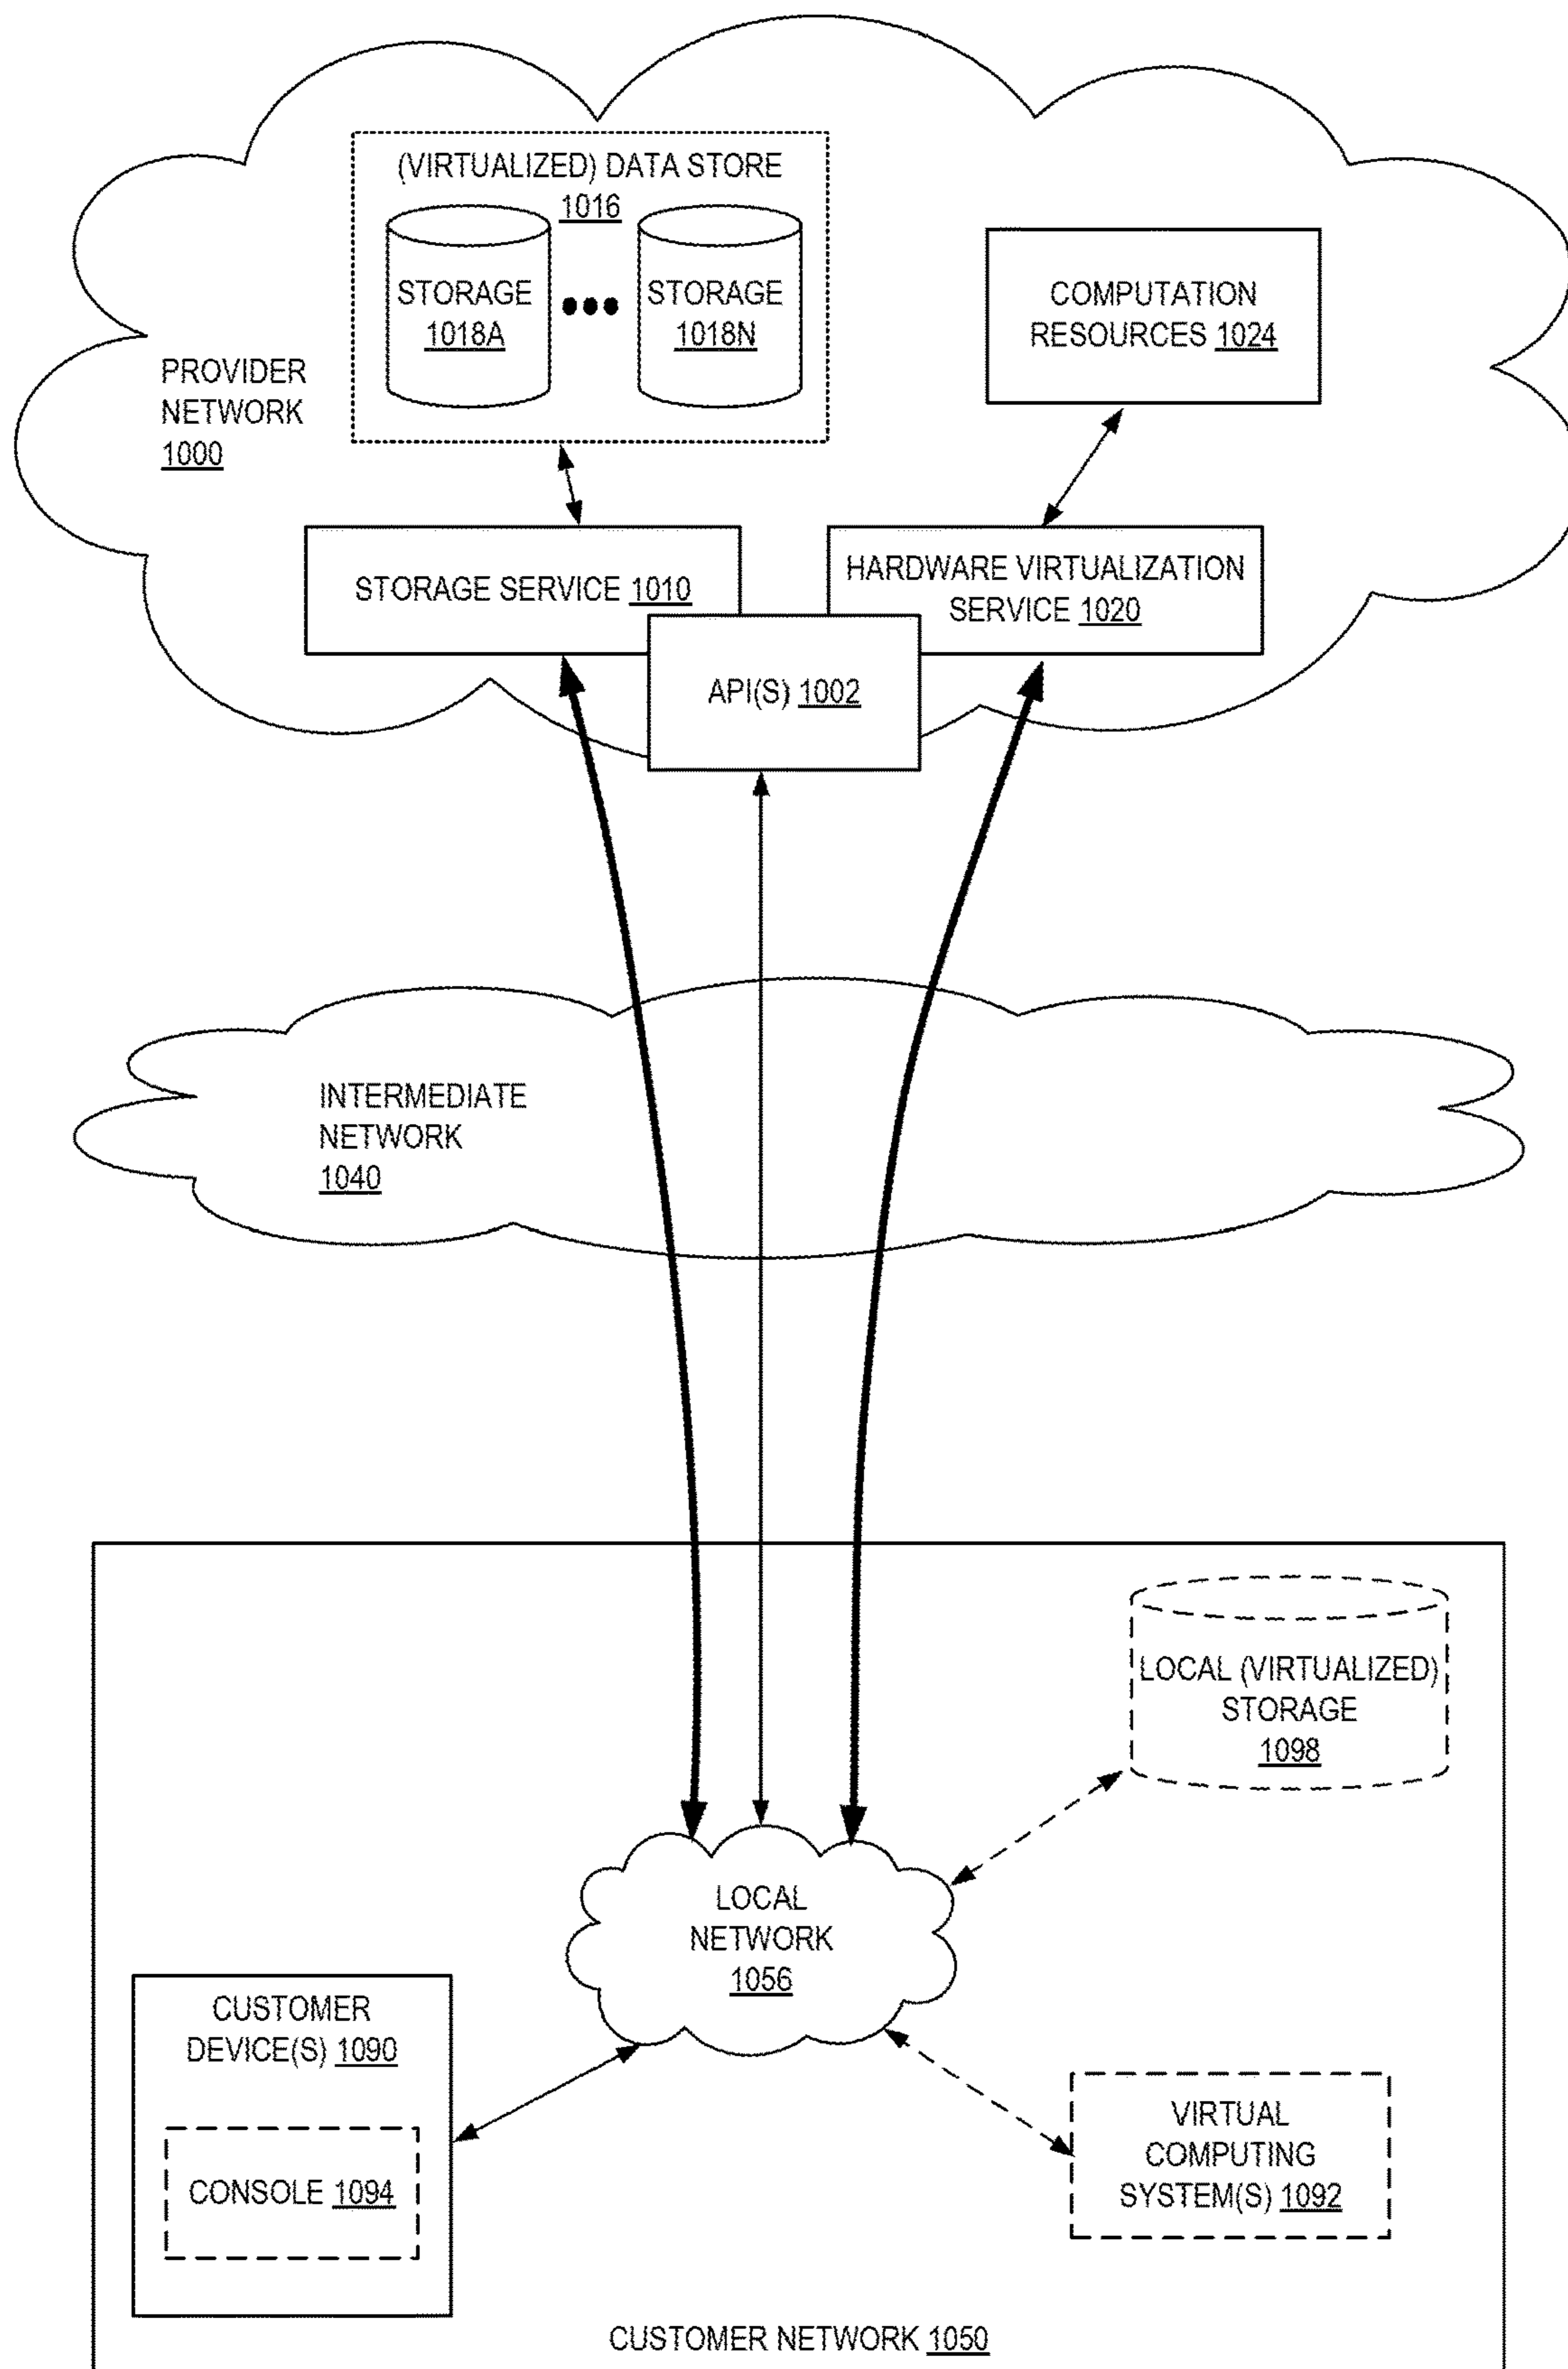 (VIRTUALIZED) DATA STORE
1016
STORAGE
1018A
STORAGE
1018N
COMPUTATION
RESOURCES 1024
PROVIDER
NETWORK
1000
STORAGE SERVICE 1010
HARDWARE VIRTUALIZATION
SERVICE 1020
API(S) 1002
INTERMEDIATE
NETWORK
1040
LOCAL (VIRTUALIZED)
STORAGE
1098
LOCAL
NETWORK
1056
CUSTOMER
DEVICE(S) 1090
CONSOLE 1094
VIRTUAL
COMPUTING
SYSTEM(S) 1092
CUSTOMER NETWORK 1050